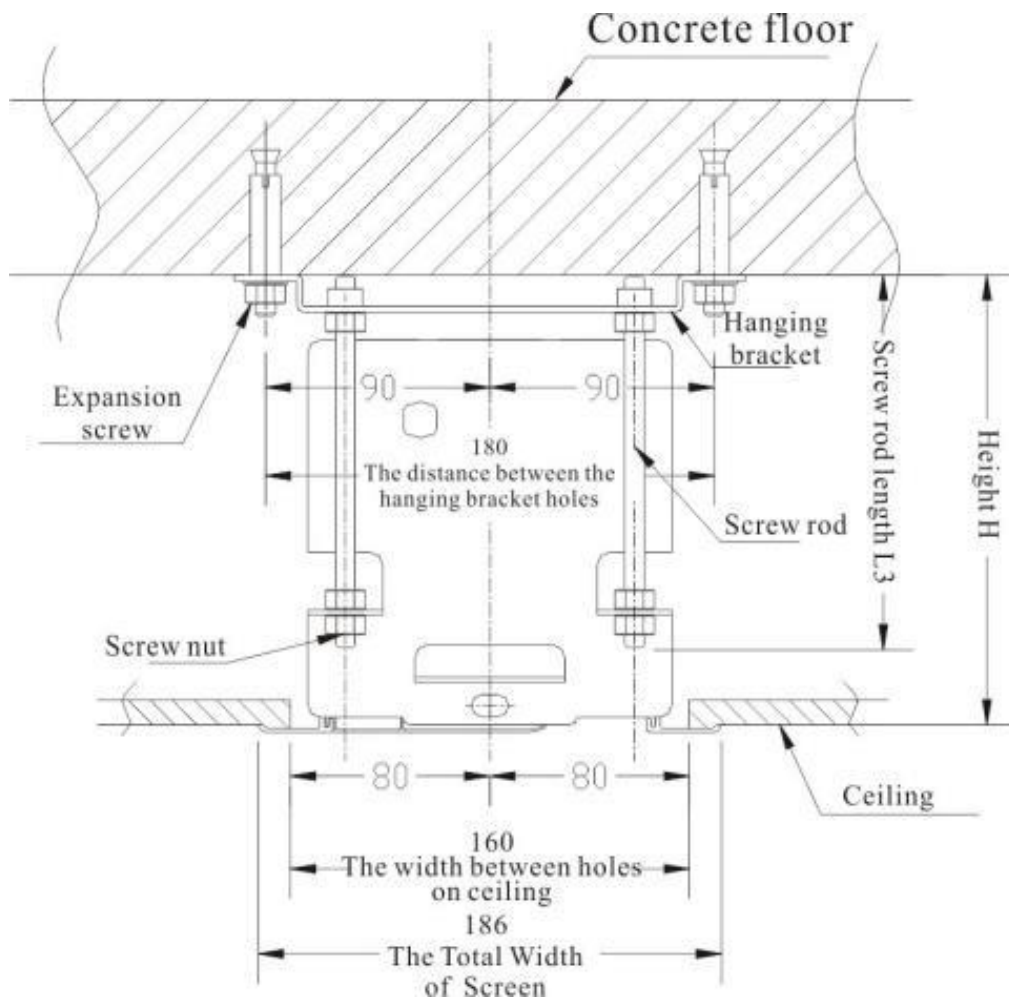 Concrete floor
Hanging
bracket
Expansion
screw
90
90
180
The distance between the
hanging bracket holes
Screw rod
Screw rod length L3
Height H
Screw nut
80
80
Ceiling
160
The width between holes
on ceiling
186
The Total Width
of Screen